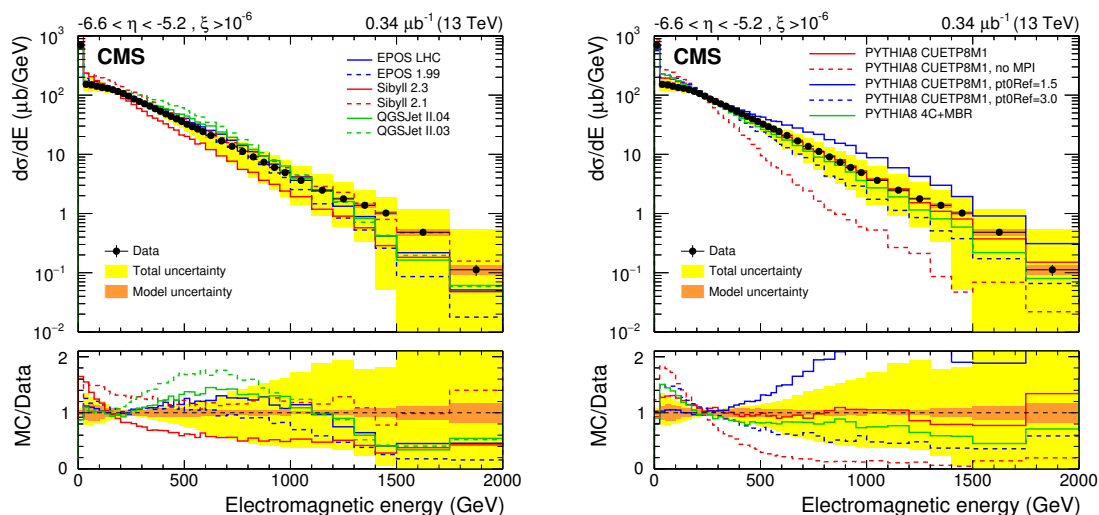 -6.6 < η < -5.2 , ξ >10⁻⁶ 0.34 μb⁻¹ (13 TeV)
CMS
EPOS LHC
EPOS 1.99
Sibyll 2.3
Sibyll 2.1
QGSJet II.04
QGSJet II.03
Data
Total uncertainty
Model uncertainty
dσ/dE (μb/GeV)
10³
10²
10
1
10⁻¹
10⁻²
MC/Data
2
1
0
0 500 1000 1500 2000
Electromagnetic energy (GeV)
-6.6 < η < -5.2 , ξ >10⁻⁶ 0.34 μb⁻¹ (13 TeV)
CMS
PYTHIA8 CUETP8M1
PYTHIA8 CUETP8M1, no MPI
PYTHIA8 CUETP8M1, pt0Ref=1.5
PYTHIA8 CUETP8M1, pt0Ref=3.0
PYTHIA8 4C+MBR
Data
Total uncertainty
Model uncertainty
dσ/dE (μb/GeV)
10³
10²
10
1
10⁻¹
10⁻²
MC/Data
2
1
0
0 500 1000 1500 2000
Electromagnetic energy (GeV)